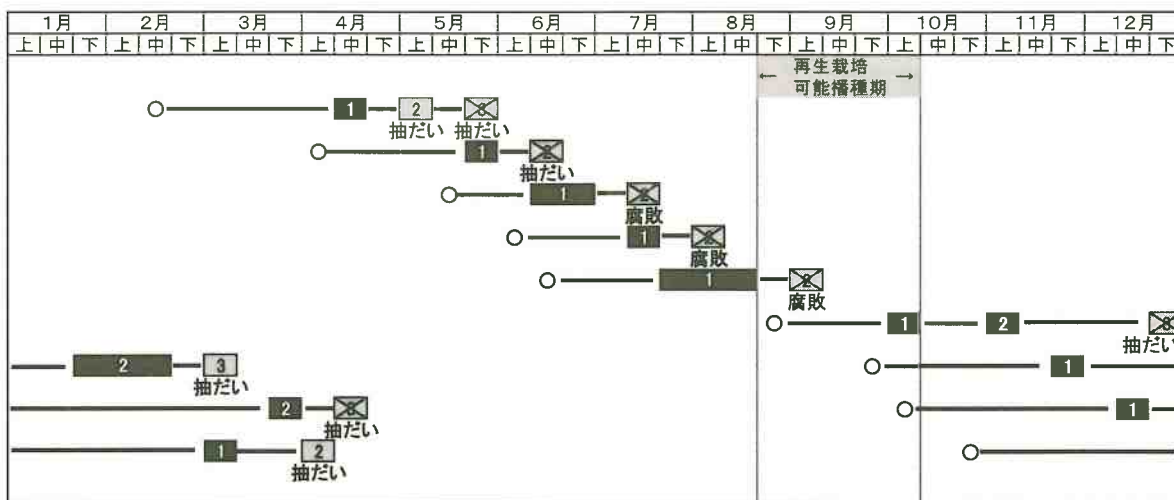 1月 2月 3月 4月 5月 6月 7月 8月 9月 10月 11月 12月
上 中 下 上 中 下 上 中 下 上 中 下 上 中 下 上 中 下 上 中 下 上 中 下 上 中 下 上 中 下 上 中 下 上 中 下
← 再生栽培 →
可能播種期
1 2 3
抽だい 抽だい
1 2
抽だい
1 2
腐敗
1 2
腐敗
1 2
腐敗
1 2 3
抽だい
2 3 1
抽だい
2 3 1
抽だい
1 2
抽だい